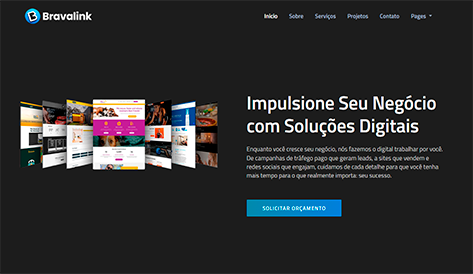 Bravalink
Início Sobre Serviços Projetos Contato Pages
Impulsione Seu Negócio
com Soluções Digitais
Enquanto você cresce seu negócio, nós fazemos o digital trabalhar por você.
De campanhas de tráfego pago que geram leads, a sites que vendem e
redes sociais que engajam, cuidamos de cada detalhe para que você tenha
mais tempo para o que realmente importa: seu sucesso.
SOLICITAR ORÇAMENTO